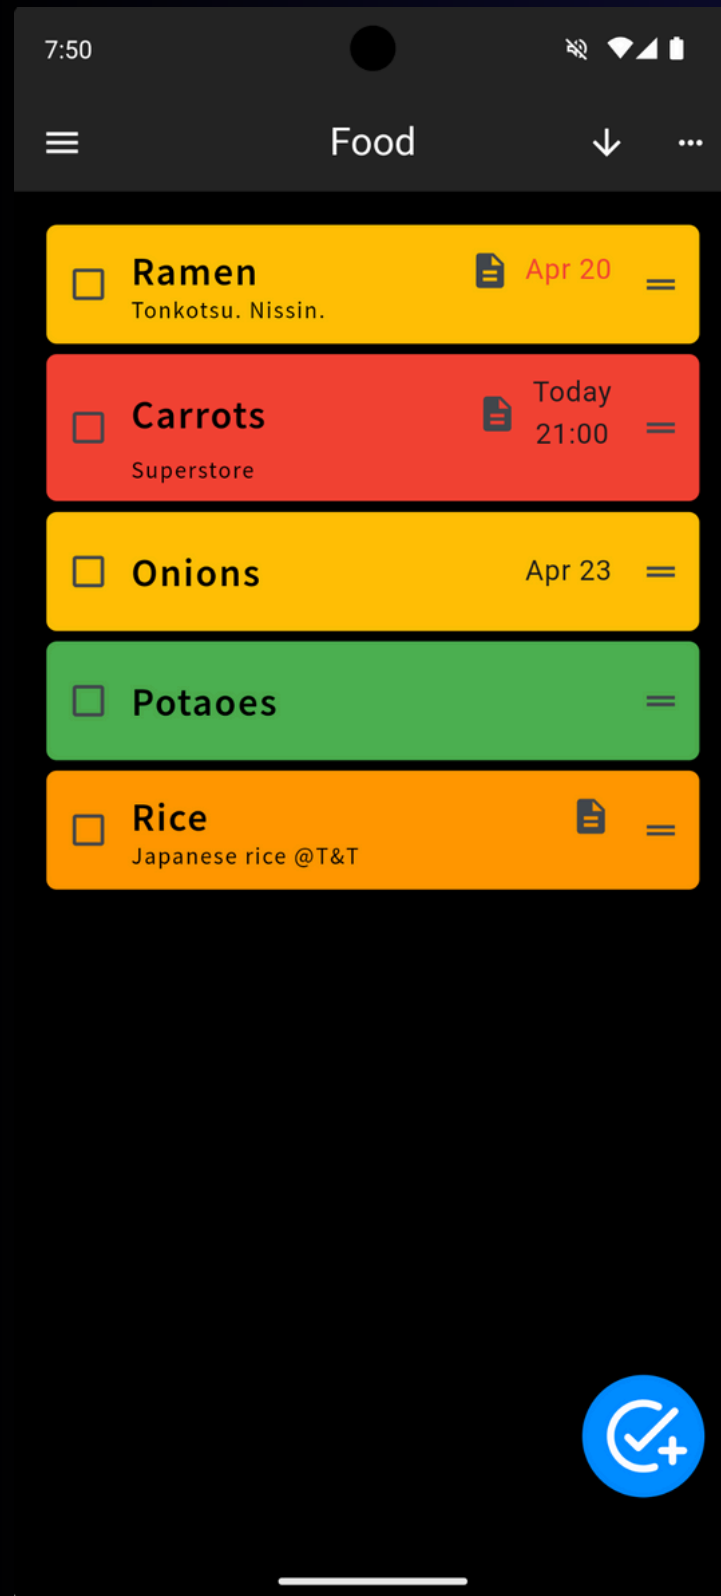 7:50
Food
Ramen
Apr 20
Tonkotsu. Nissin.
Carrots
Today
21:00
Superstore
Onions
Apr 23
Potaoes
Rice
Japanese rice @T&T